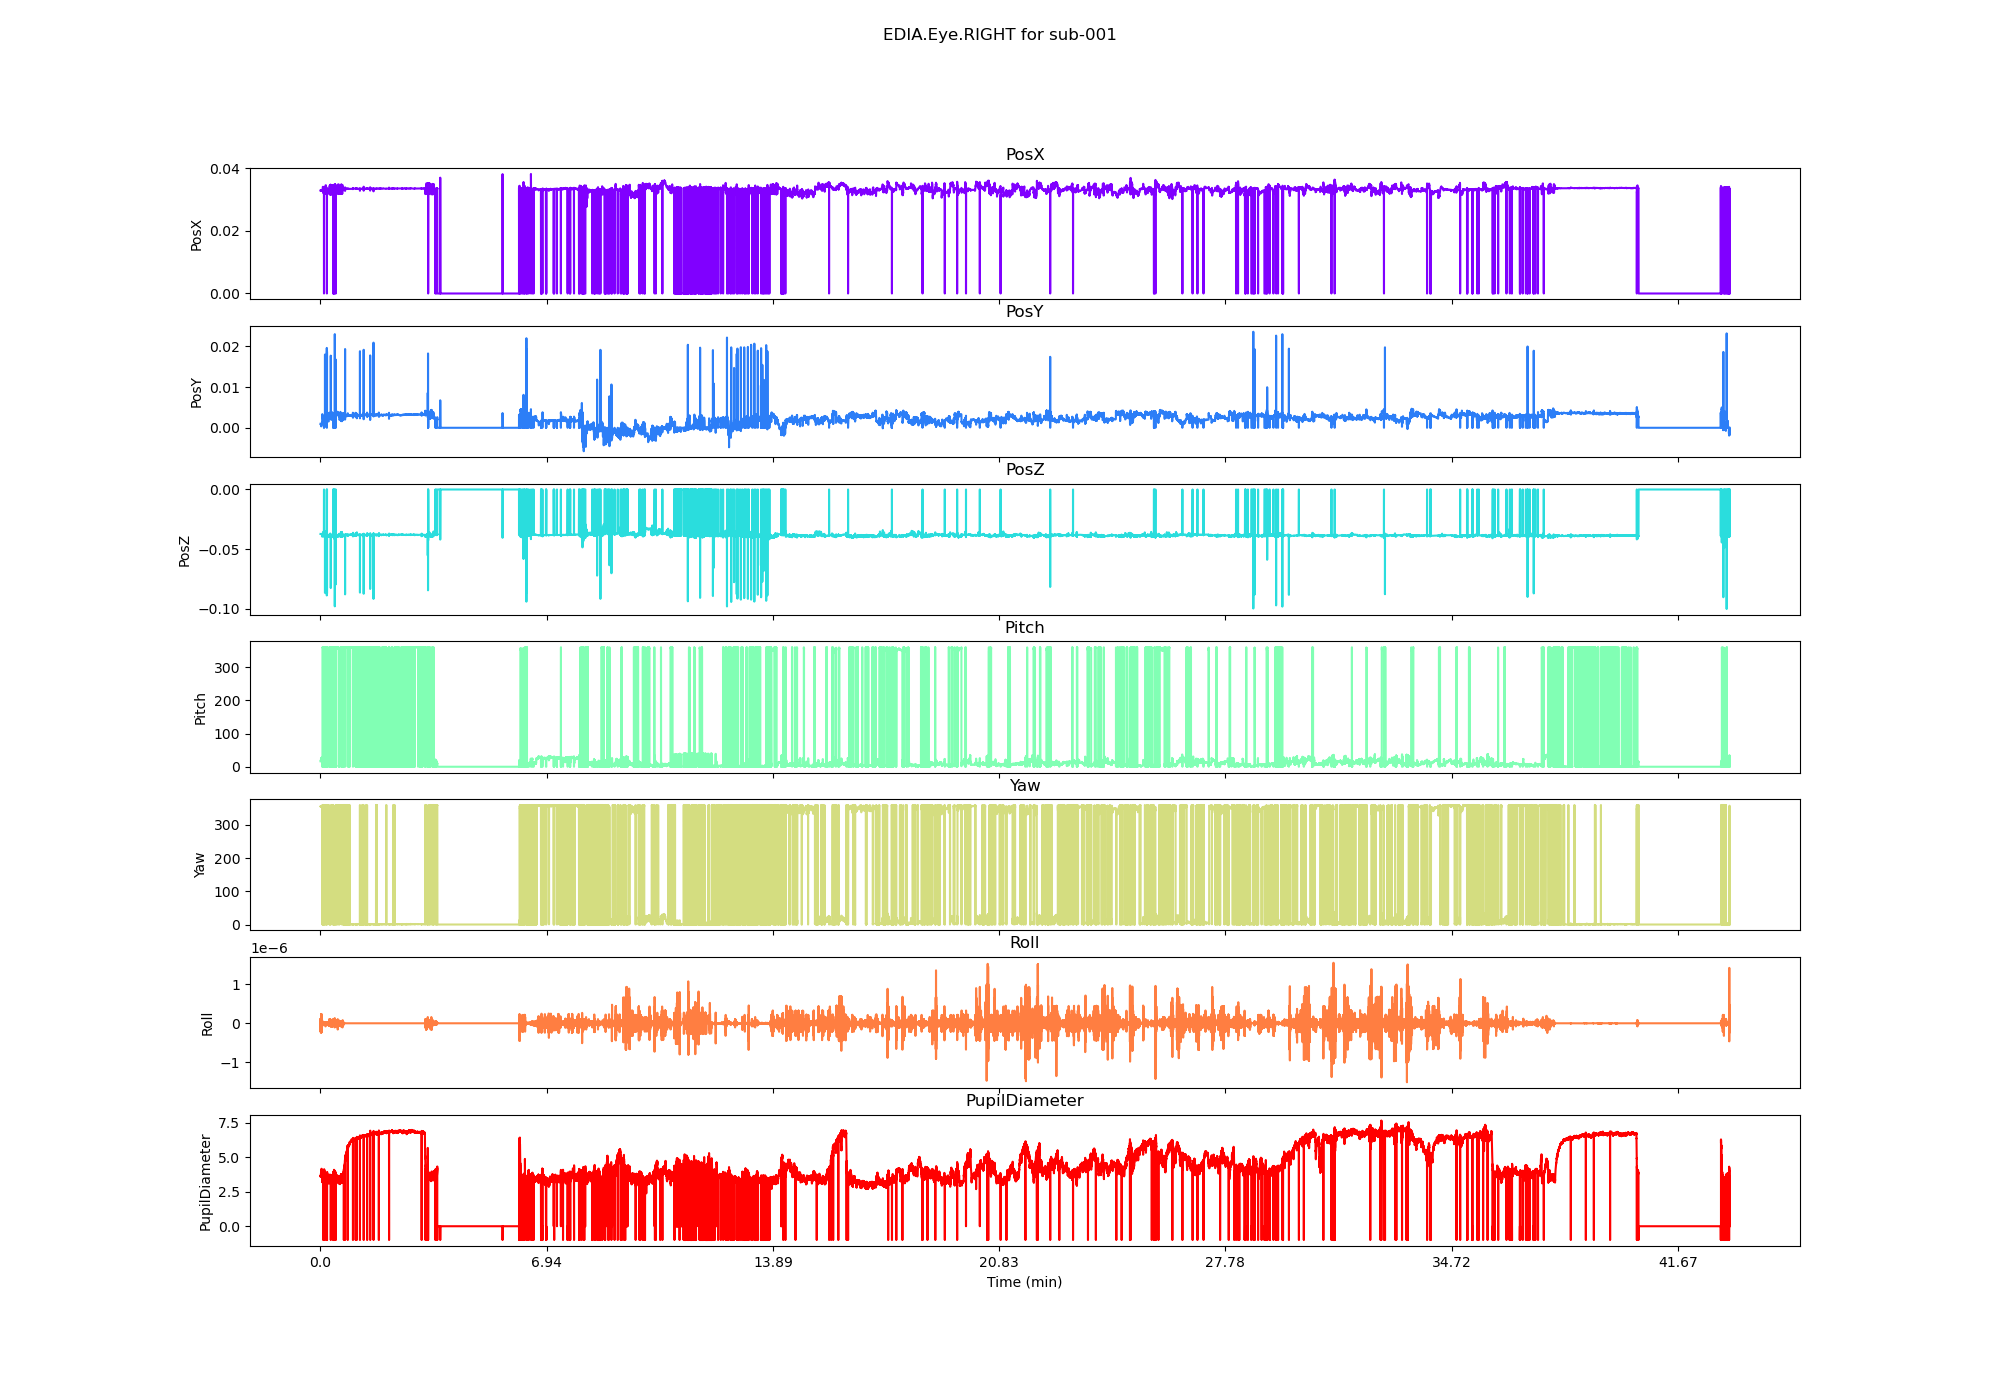 EDIA.Eye.RIGHT for sub-001
PosX
0.04
0.02
0.00
PosX
PosY
0.02
0.01
0.00
PosY
PosZ
0.00
−0.05
−0.10
PosZ
Pitch
300
200
100
0
Pitch
Yaw
300
200
100
0
Yaw
1e−6
Roll
1
0
−1
Roll
PupilDiameter
7.5
5.0
2.5
0.0
PupilDiameter
0.0 6.94 13.89 20.83 27.78 34.72 41.67
Time (min)